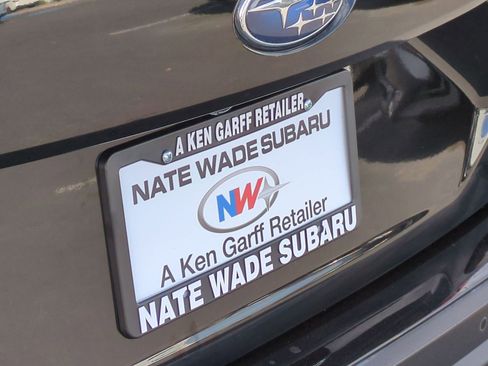 A KEN GARFF RETAILER
NATE WADE SUBARU
NW
A Ken Garff Retailer
NATE WADE SUBARU